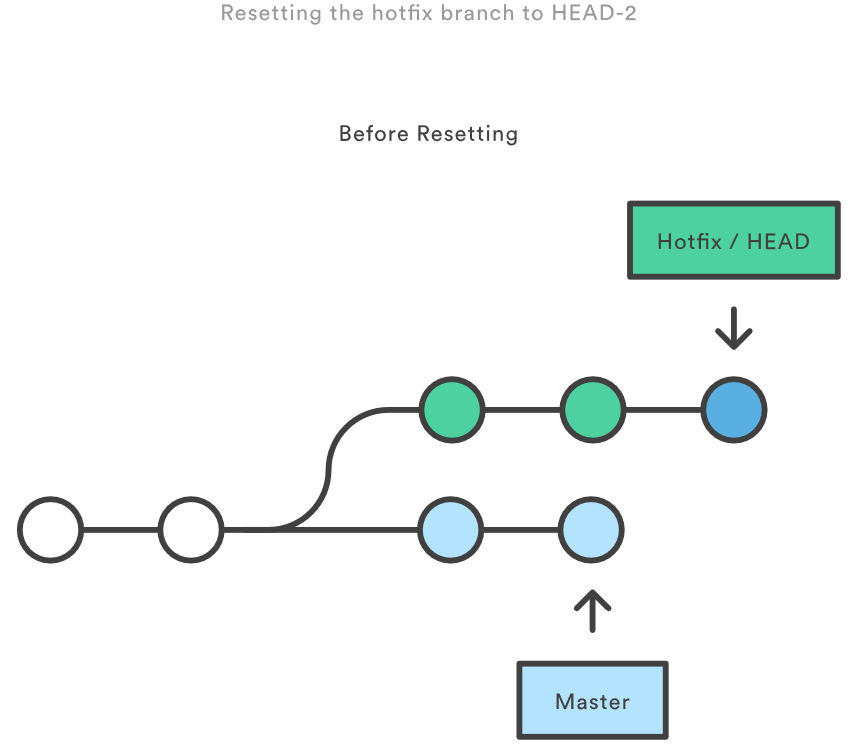 Resetting the hotfix branch to HEAD-2
Before Resetting
Hotfix / HEAD
Master